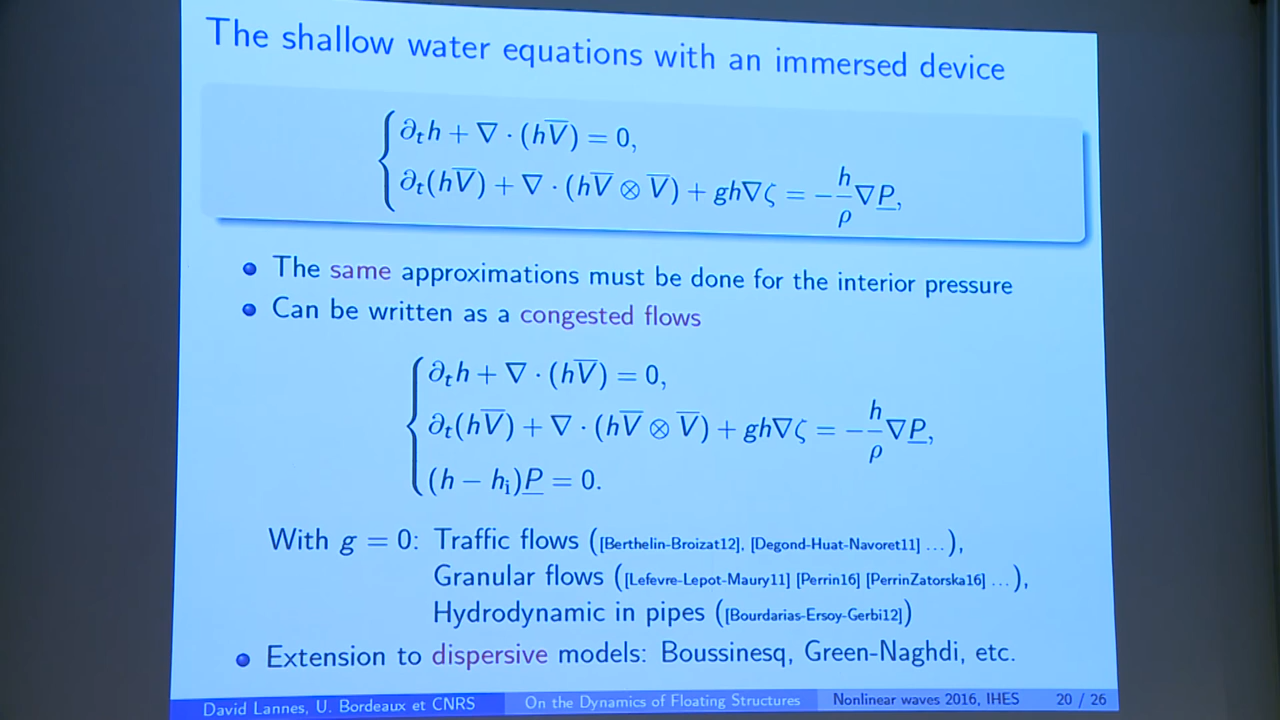 The shallow water equations with an immersed device
∂ₜh + ∇ · (hV̅) = 0,
∂ₜ(hV̅) + ∇ · (hV̅ ⊗ V̅) + gh∇ζ = −h/ρ ∇P̲,
• The same approximations must be done for the interior pressure
• Can be written as a congested flows
∂ₜh + ∇ · (hV̅) = 0,
∂ₜ(hV̅) + ∇ · (hV̅ ⊗ V̅) + gh∇ζ = −h/ρ ∇P̲,
(h − hᵢ)P̲ = 0.
With g = 0: Traffic flows ([Berthelin-Broizat12], [Degond-Huat-Navoret11] ...),
Granular flows ([Lefevre-Lepot-Maury11] [Perrin16] [PerrinZatorska16] ...),
Hydrodynamic in pipes ([Bourdarias-Ersoy-Gerbi12])
• Extension to dispersive models: Boussinesq, Green-Naghdi, etc.
David Lannes, U. Bordeaux et CNRS On the Dynamics of Floating Structures Nonlinear waves 2016, IHES 20 / 26